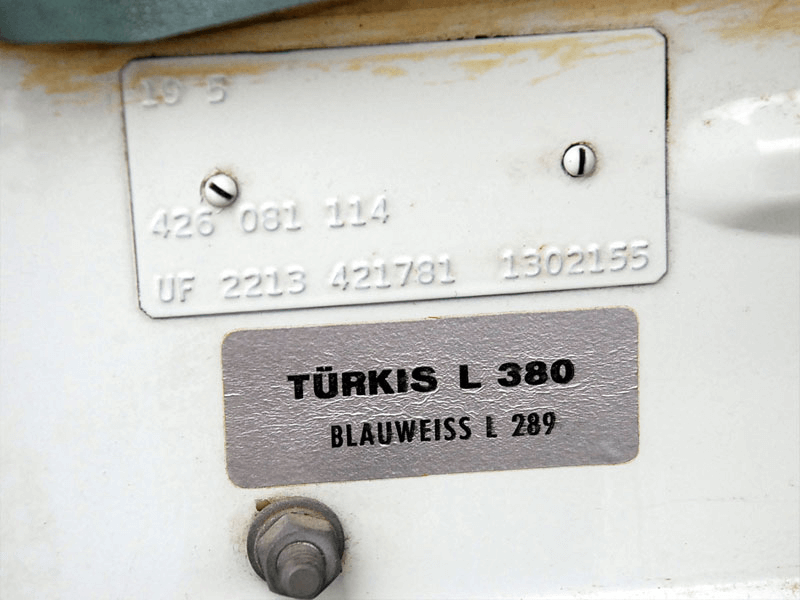 19 5
426 081 114
UF 2213 421781 1302155
TÜRKIS L 380
BLAUWEISS L 289